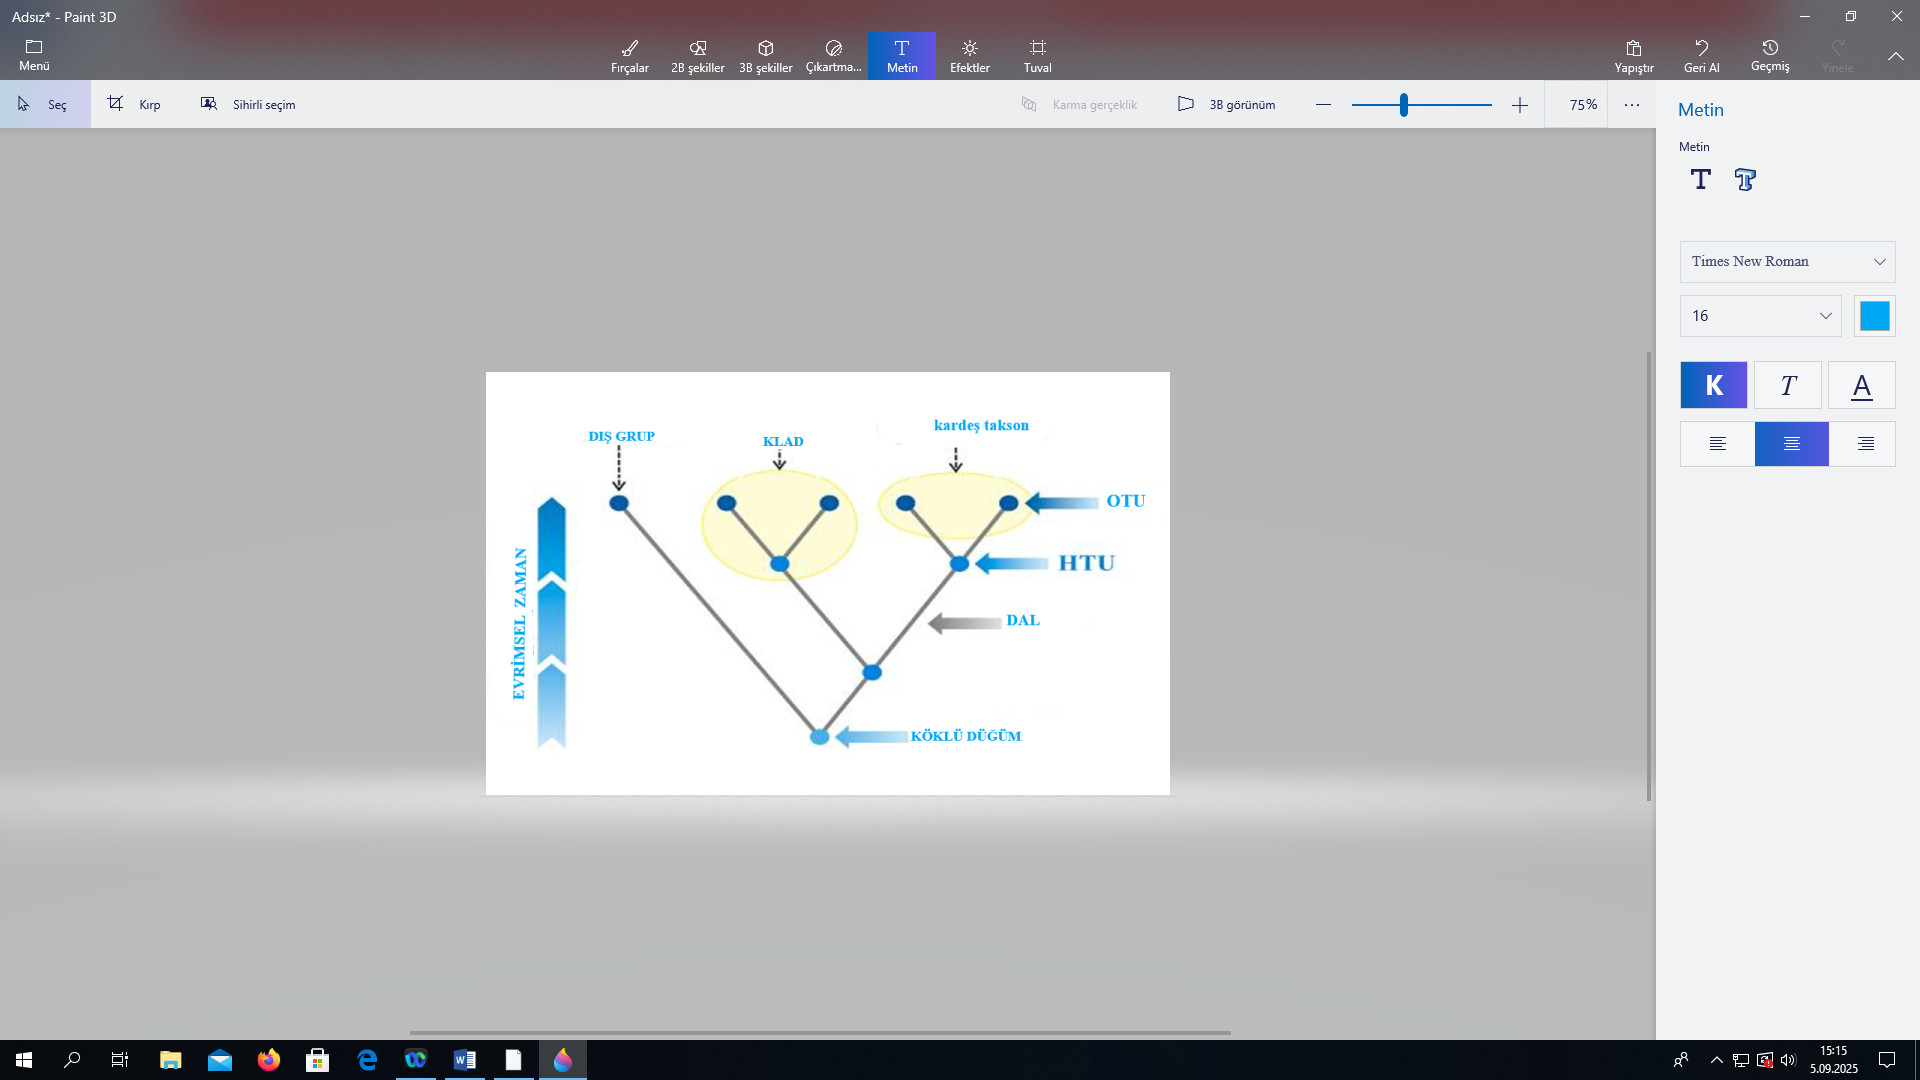 Adsız* - Paint 3D
Menü
Fırçalar
2B şekiller
3B şekiller
Çıkartma...
Metin
Efektler
Tuval
Yapıştır
Geri Al
Geçmiş
Yinele
Seç
Kırp
Sihirli seçim
Karma gerçeklik
3B görünüm
75%
Metin
Metin
Times New Roman
16
K
T
A
DIŞ GRUP
KLAD
kardeş takson
OTU
HTU
DAL
KÖKLÜ DÜĞÜM
EVRİMSEL ZAMAN
15:15
5.09.2025